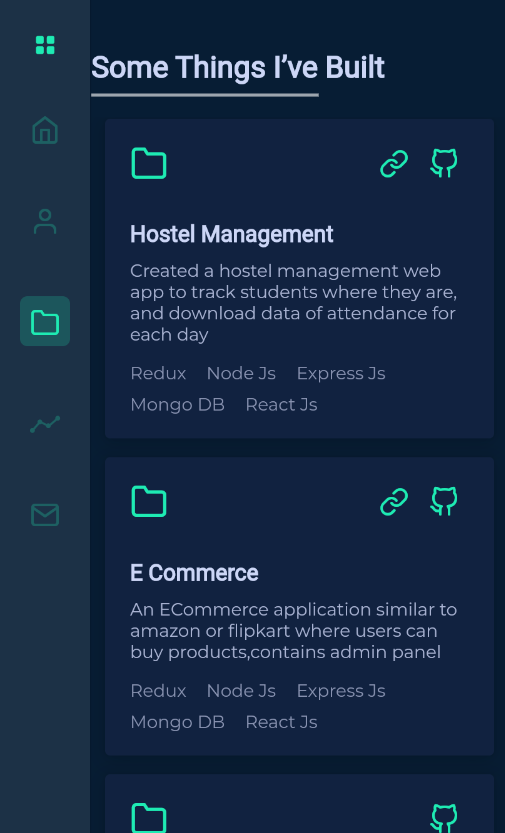 Some Things I’ve Built
Hostel Management
Created a hostel management web
app to track students where they are,
and download data of attendance for
each day
Redux Node Js Express Js
Mongo DB React Js
E Commerce
An ECommerce application similar to
amazon or flipkart where users can
buy products,contains admin panel
Redux Node Js Express Js
Mongo DB React Js